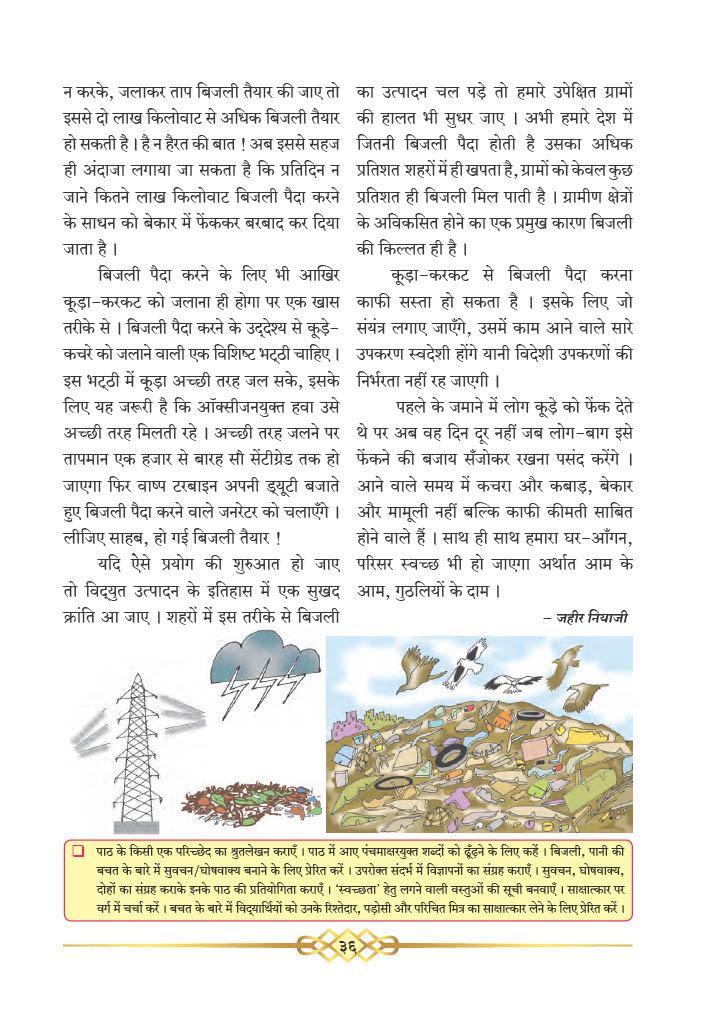 न करके, जलाकर ताप बिजली तैयार की जाए तो
इससे दो लाख किलोवाट से अधिक बिजली तैयार
हो सकती है । है न हैरत की बात ! अब इससे सहज
ही अंदाजा लगाया जा सकता है कि प्रतिदिन न
जाने कितने लाख किलोवाट बिजली पैदा करने
के साधन को बेकार में फेंककर बरबाद कर दिया
जाता है ।
बिजली पैदा करने के लिए भी आखिर
कूड़ा-करकट को जलाना ही होगा पर एक खास
तरीके से । बिजली पैदा करने के उद्‌देश्य से कूड़े-
कचरे को जलाने वाली एक विशिष्ट भट्‌ठी चाहिए ।
इस भट्‌ठी में कूड़ा अच्छी तरह जल सके, इसके
लिए यह जरूरी है कि ऑक्सीजनयुक्त हवा उसे
अच्छी तरह मिलती रहे । अच्छी तरह जलने पर
तापमान एक हजार से बारह सौ सेंटीग्रेड तक हो
जाएगा फिर वाष्प टरबाइन अपनी ड्‌यूटी बजाते
हुए बिजली पैदा करने वाले जनरेटर को चलाएँगे ।
लीजिए साहब, हो गई बिजली तैयार !
यदि ऐसे प्रयोग की शुरुआत हो जाए
तो विद्‌युत उत्पादन के इतिहास में एक सुखद
क्रांति आ जाए । शहरों में इस तरीके से बिजली
का उत्पादन चल पड़े तो हमारे उपेक्षित ग्रामों
की हालत भी सुधर जाए । अभी हमारे देश में
जितनी बिजली पैदा होती है उसका अधिक
प्रतिशत शहरों में ही खपता है, ग्रामों को केवल कुछ
प्रतिशत ही बिजली मिल पाती है । ग्रामीण क्षेत्रों
के अविकसित होने का एक प्रमुख कारण बिजली
की किल्लत ही है ।
कूड़ा-करकट से बिजली पैदा करना
काफी सस्ता हो सकता है । इसके लिए जो
संयंत्र लगाए जाएँगे, उसमें काम आने वाले सारे
उपकरण स्वदेशी होंगे यानी विदेशी उपकरणों की
निर्भरता नहीं रह जाएगी ।
पहले के जमाने में लोग कूड़े को फेंक देते
थे पर अब वह दिन दूर नहीं जब लोग-बाग इसे
फेंकने की बजाय सँजोकर रखना पसंद करेंगे ।
आने वाले समय में कचरा और कबाड़, बेकार
और मामूली नहीं बल्कि काफी कीमती साबित
होने वाले हैं । साथ ही साथ हमारा घर-आँगन,
परिसर स्वच्छ भी हो जाएगा अर्थात आम के
आम, गुठलियों के दाम ।
– जहीर नियाजी
❑ पाठ के किसी एक परिच्छेद का श्रुतलेखन कराएँ । पाठ में आए पंचमाक्षरयुक्त शब्दों को ढूँढ़ने के लिए कहें । बिजली, पानी की
बचत के बारे में सुवचन/घोषवाक्य बनाने के लिए प्रेरित करें । उपरोक्त संदर्भ में विज्ञापनों का संग्रह कराएँ । सुवचन, घोषवाक्य,
दोहों का संग्रह कराके इनके पाठ की प्रतियोगिता कराएँ । ‘स्वच्छता’ हेतु लगने वाली वस्तुओं की सूची बनवाएँ । साक्षात्कार पर
वर्ग में चर्चा करें । बचत के बारे में विद्‌यार्थियों को उनके रिश्तेदार, पड़ोसी और परिचित मित्र का साक्षात्कार लेने के लिए प्रेरित करें ।
३६